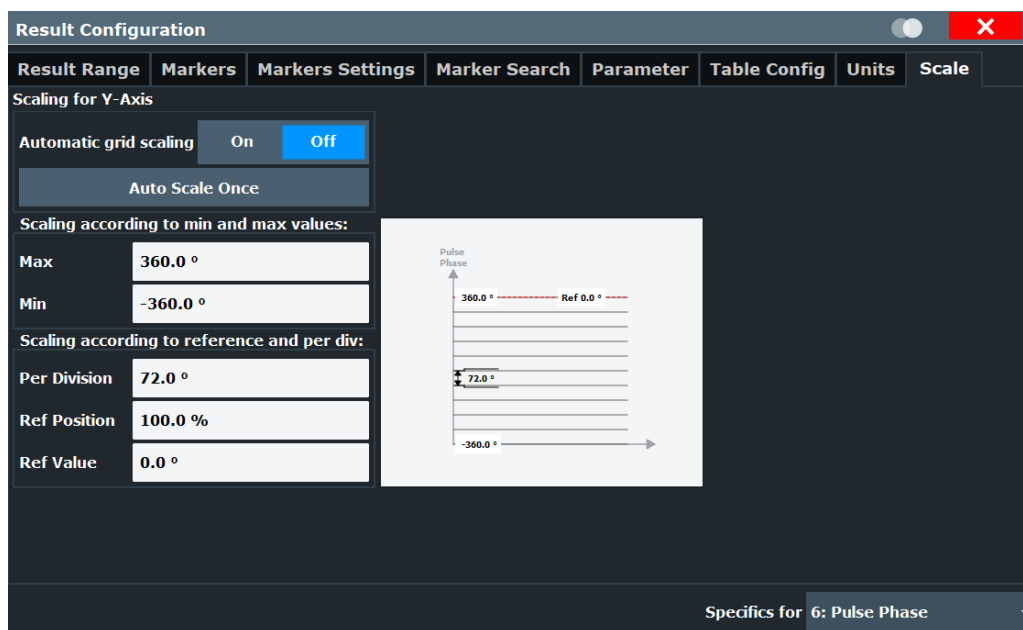 Result Configuration
Result Range Markers Markers Settings Marker Search Parameter Table Config Units Scale
Scaling for Y-Axis
Automatic grid scaling On Off
Auto Scale Once
Scaling according to min and max values:
Max 360.0 º
Min -360.0 º
Scaling according to reference and per div:
Per Division 72.0 º
Ref Position 100.0 %
Ref Value 0.0 º
Pulse
Phase
360.0 º Ref 0.0 º
72.0 º
-360.0 º
Specifics for 6: Pulse Phase